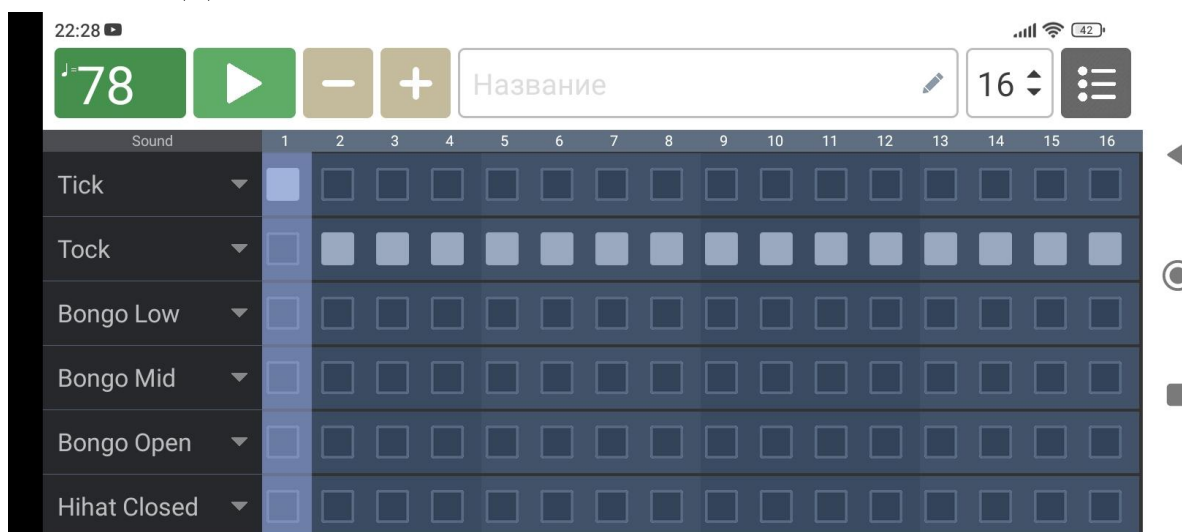 22:28
42
♩=78
Название
16
Sound 1 2 3 4 5 6 7 8 9 10 11 12 13 14 15 16
Tick
Tock
Bongo Low
Bongo Mid
Bongo Open
Hihat Closed